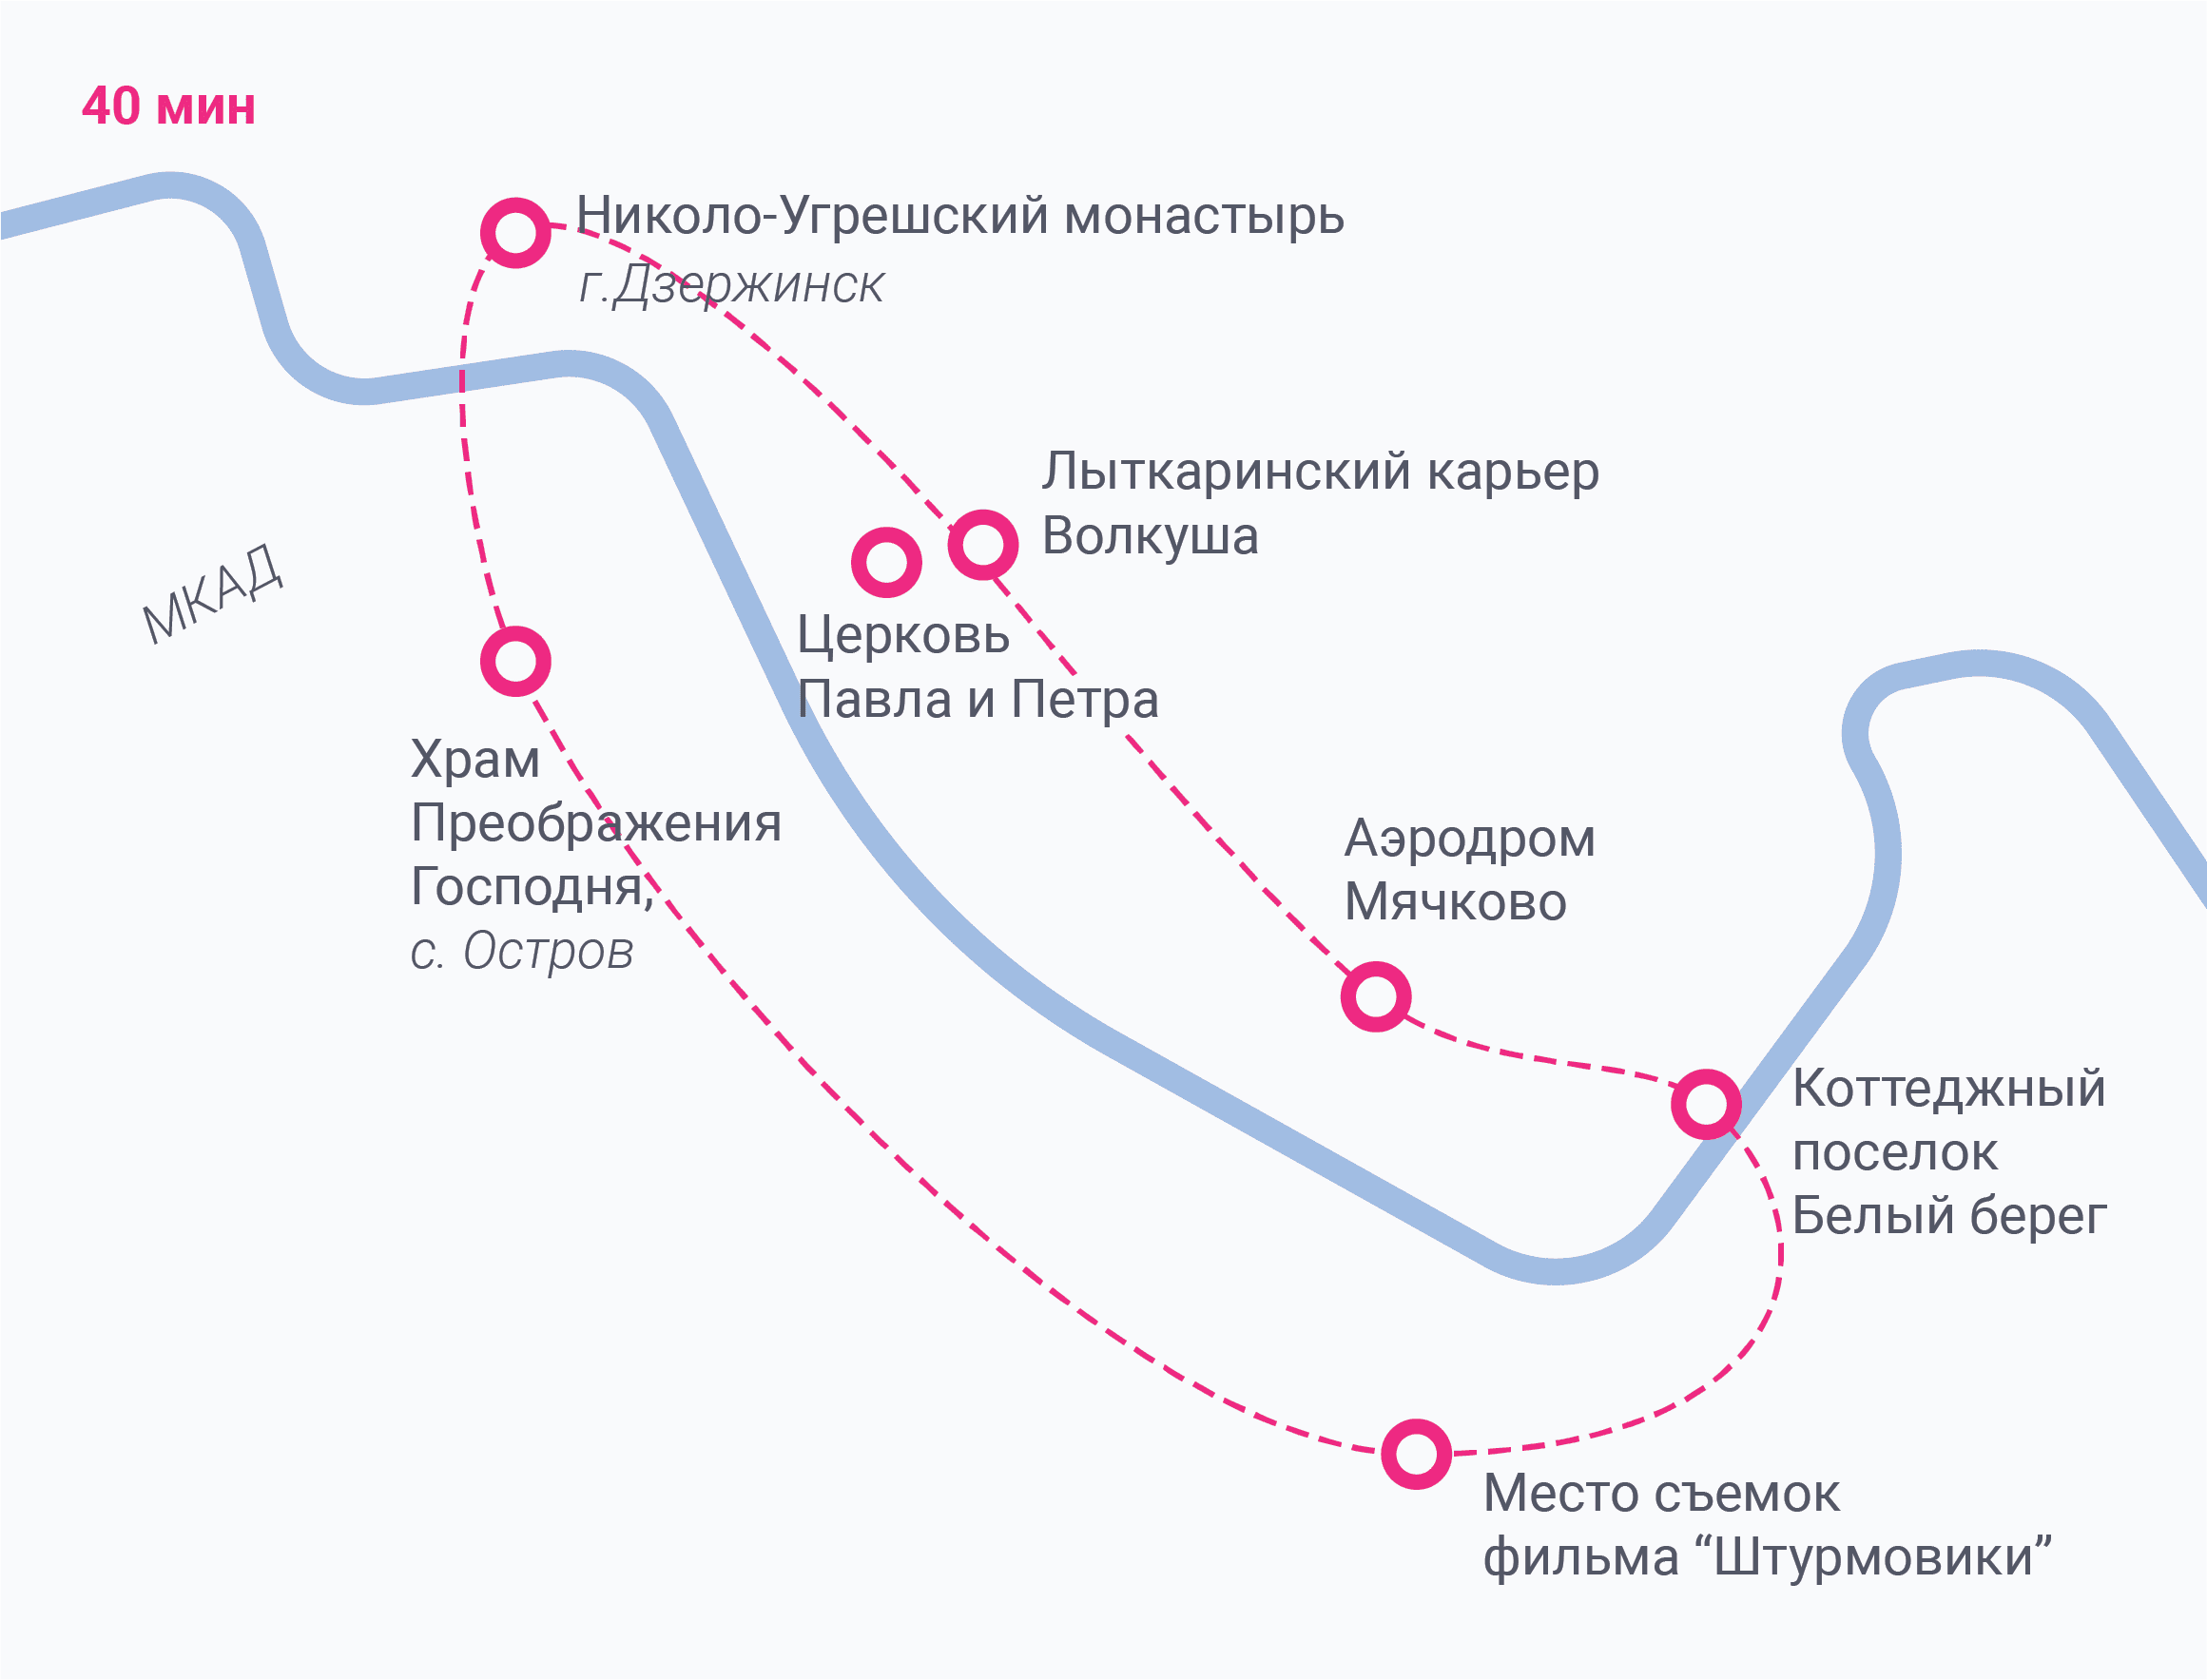 40 мин
Николо-Угрешский монастырь
г.Дзержинск
Лыткаринский карьер
Волкуша
МКАД
Церковь
Павла и Петра
Храм
Преображения
Господня,
с. Остров
Аэродром
Мячково
Коттеджный
поселок
Белый берег
Место съемок
фильма “Штурмовики”